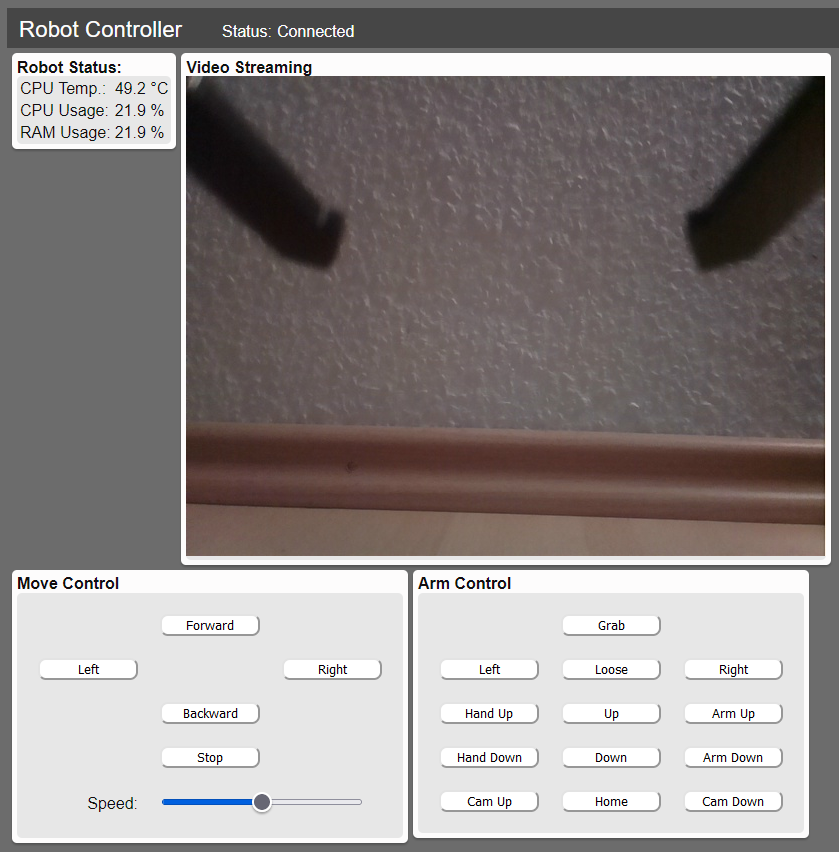 Robot Controller Status: Connected
Robot Status:
CPU Temp.: 49.2 °C
CPU Usage: 21.9 %
RAM Usage: 21.9 %
Video Streaming
Move Control
Forward
Left Right
Backward
Stop
Speed:
Arm Control
Grab
Left Loose Right
Hand Up Up Arm Up
Hand Down Down Arm Down
Cam Up Home Cam Down